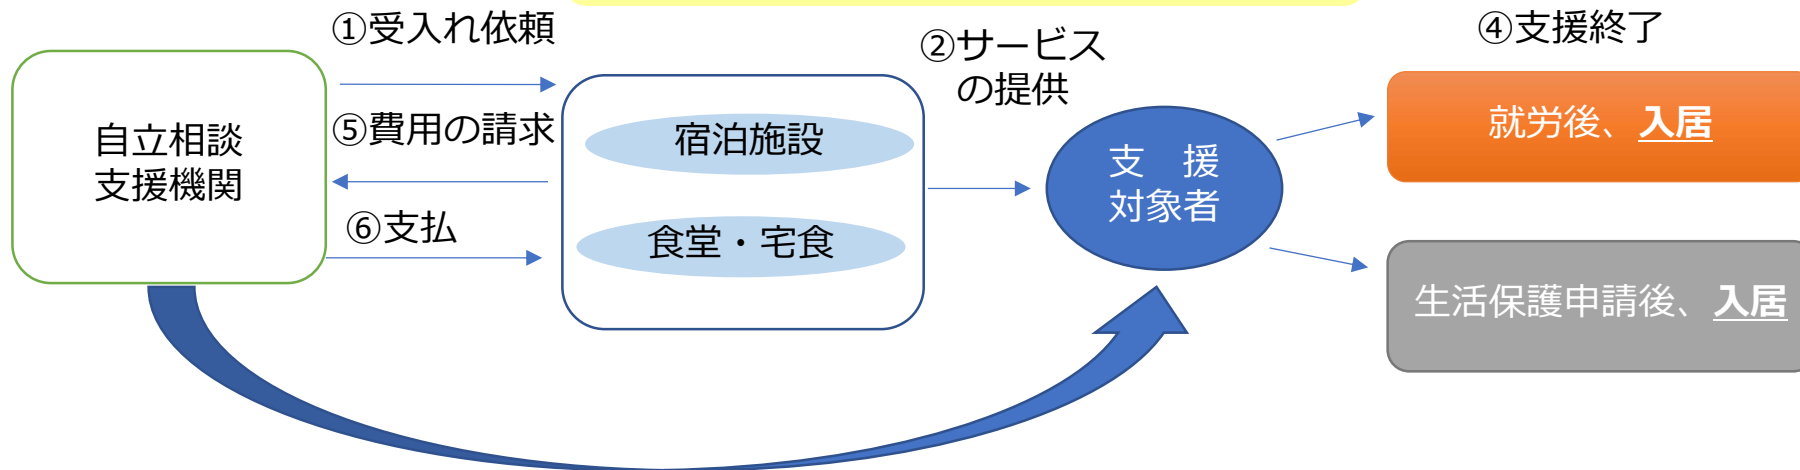 ①受入れ依頼
自立相談
支援機関
⑤費用の請求
⑥支払
宿泊施設
食堂・宅食
②サービス
の提供
支　援
対象者
④支援終了
就労後、入居
生活保護申請後、入居